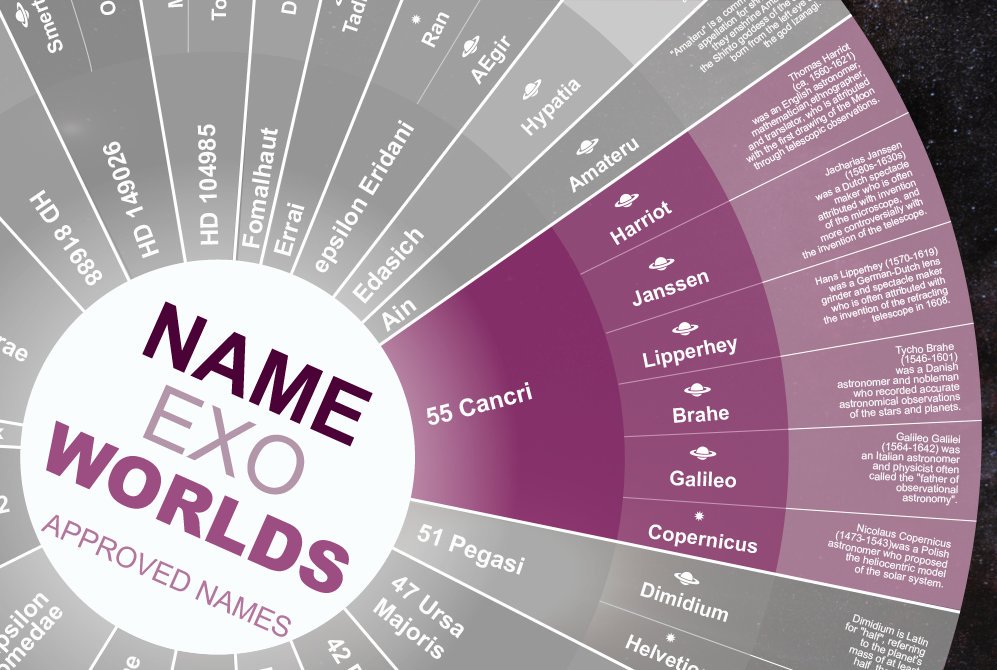 NAME
EXO
WORLDS
APPROVED NAMES
HD 81688
HD 149026
HD 104985
Fomalhaut
Errai
epsilon Eridani
Ran
AEgir
Edasich
Hypatia
Ain
Amateru
"Amateru" is a
appellation for
they enshrine
the Shinto goddess of the
born from the left eye
the god Izanagi.
55 Cancri
Harriot
Thomas Harriot
(ca. 1560-1621)
was an English astronomer,
mathematician, ethnographer,
and translator, who is attributed
with the first drawing of the Moon
through telescopic observations.
Janssen
Jacharias Janssen
(1580s-1630s)
was a Dutch spectacle
maker who is often
attributed with invention
of the microscope, and
more controversially with
the invention of the telescope.
Lipperhey
Hans Lipperhey (1570-1619)
was a German-Dutch lens
grinder and spectacle maker
who is often attributed with
the invention of the refracting
telescope in 1608.
Brahe
Tycho Brahe
(1546-1601)
was a Danish
astronomer and nobleman
who recorded accurate
astronomical observations
of the stars and planets.
Galileo
Galileo Galilei
(1564-1642) was
an Italian astronomer
and physicist often
called the "father of
observational
astronomy".
Copernicus
Nicolaus Copernicus
(1473-1543)was a Polish
astronomer who proposed
the heliocentric model
of the solar system.
51 Pegasi
Dimidium
Dimidium is Latin
for "half", referring
to the planet's
mass of at least
half
Helvetios
47 Ursa
Majoris
42